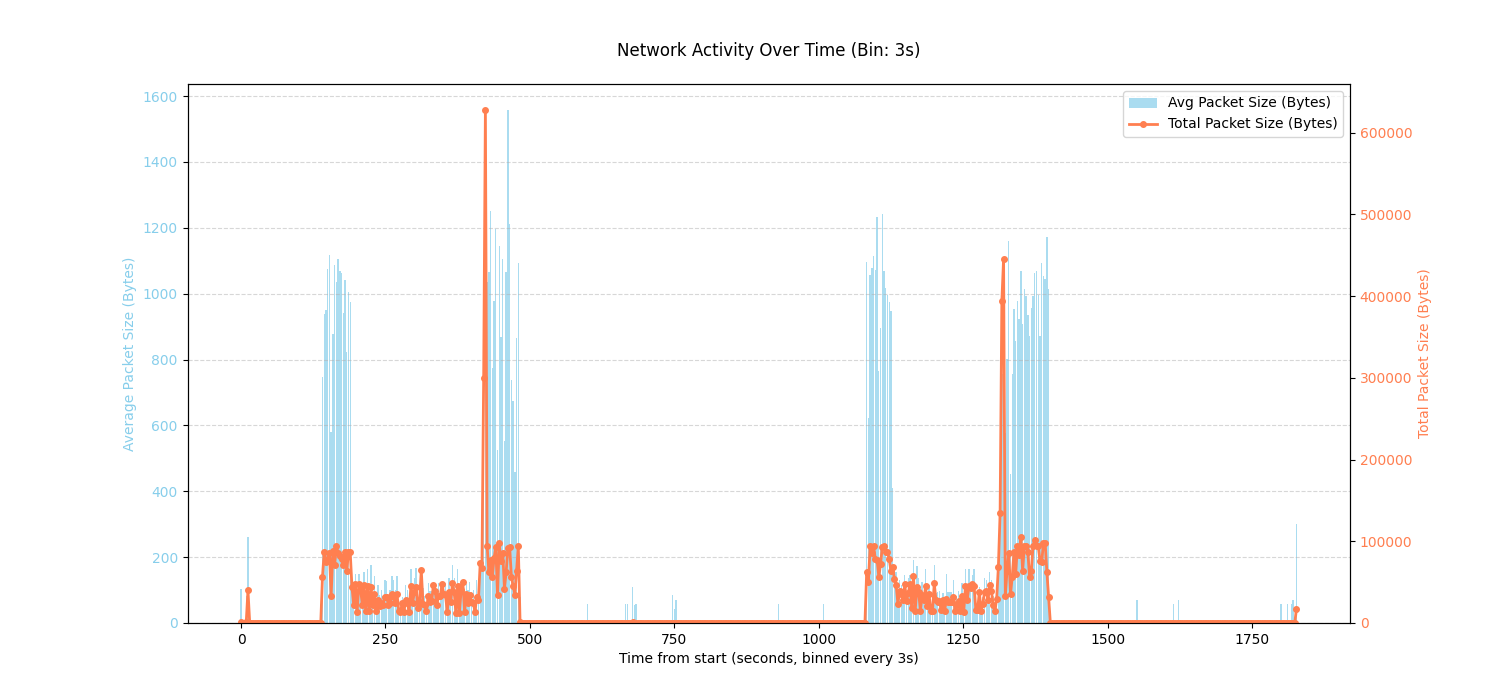 Network Activity Over Time (Bin: 3s)
Avg Packet Size (Bytes)
Total Packet Size (Bytes)
Average Packet Size (Bytes)
1600
1400
1200
1000
800
600
400
200
0
600000
500000
400000
300000
200000
100000
0
Total Packet Size (Bytes)
0 250 500 750 1000 1250 1500 1750
Time from start (seconds, binned every 3s)